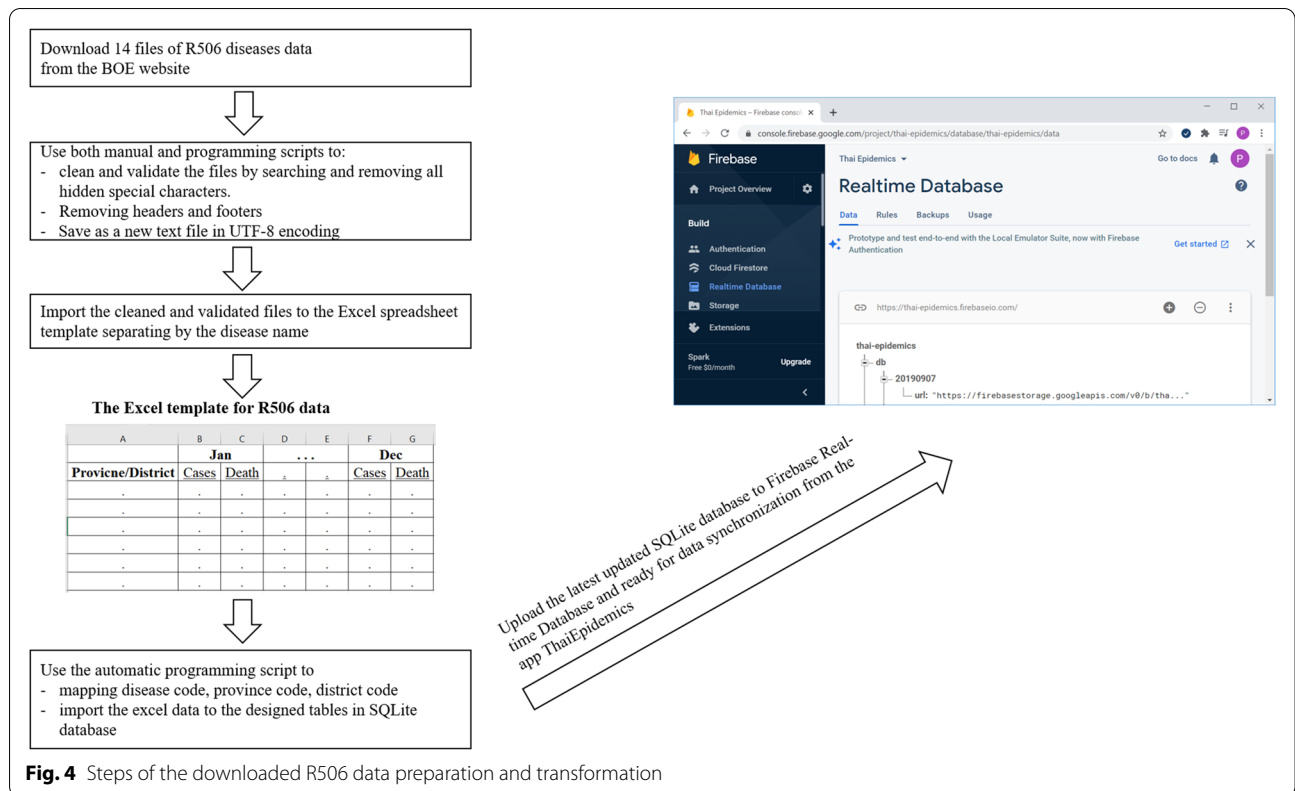 Download 14 files of R506 diseases data
from the BOE website
Use both manual and programming scripts to:
- clean and validate the files by searching and removing all
hidden special characters.
- Removing headers and footers
- Save as a new text file in UTF-8 encoding
Import the cleaned and validated files to the Excel spreadsheet
template separating by the disease name
The Excel template for R506 data
A B C D E F G
Jan ... Dec
Provicne/District Cases Death . . Cases Death
. . . . . . .
. . . . . . .
. . . . . . .
. . . . . . .
. . . . . . .
Use the automatic programming script to
- mapping disease code, province code, district code
- import the excel data to the designed tables in SQLite
database
Upload the latest updated SQLite database to Firebase Real-
time Database and ready for data synchronization from the
app ThaiEpidemics
Thai Epidemics – Firebase consol
console.firebase.google.com/project/thai-epidemics/database/thai-epidemics/data
P
Firebase
Project Overview
Build
Authentication
Cloud Firestore
Realtime Database
Storage
Extensions
Spark
Free $0/month
Upgrade
Thai Epidemics
Go to docs
P
Realtime Database
Data Rules Backups Usage
Prototype and test end-to-end with the Local Emulator Suite, now with Firebase
Authentication
Get started
https://thai-epidemics.firebaseio.com/
thai-epidemics
db
20190907
url: "https://firebasestorage.googleapis.com/v0/b/tha..."
Fig. 4 Steps of the downloaded R506 data preparation and transformation